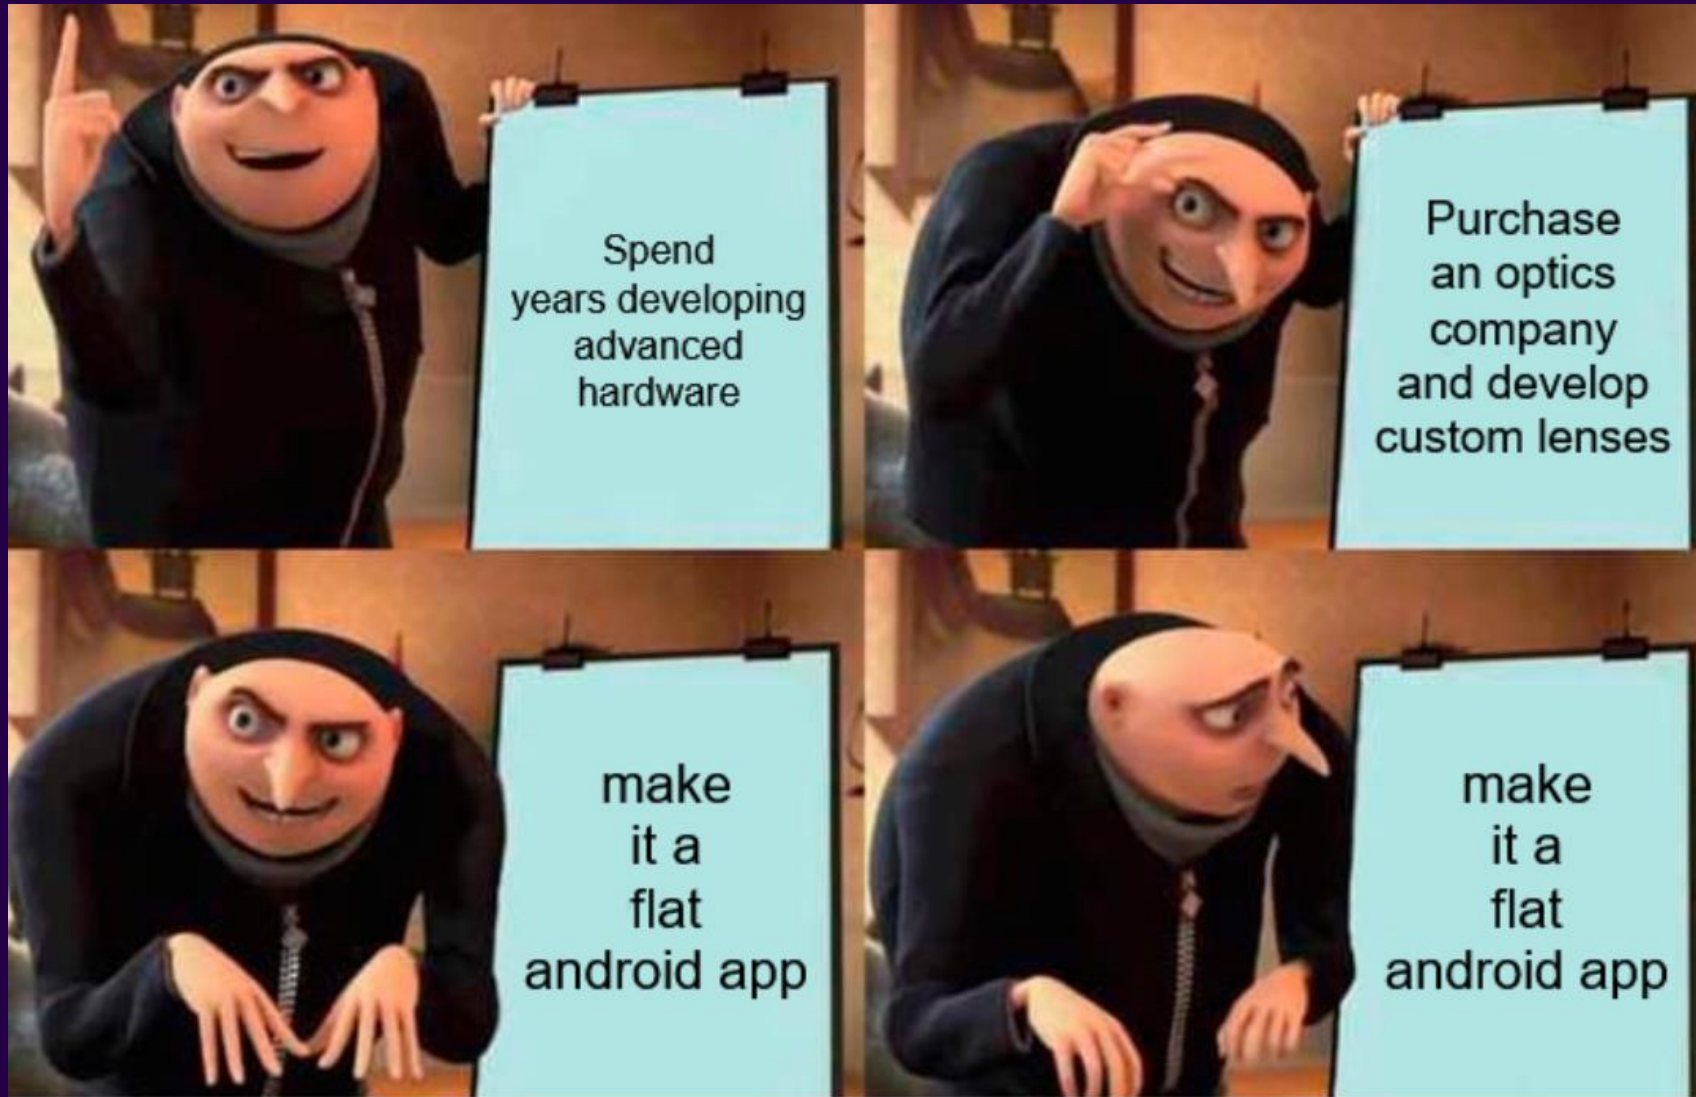 Spend
years developing
advanced
hardware
Purchase
an optics
company
and develop
custom lenses
make
it a
flat
android app
make
it a
flat
android app